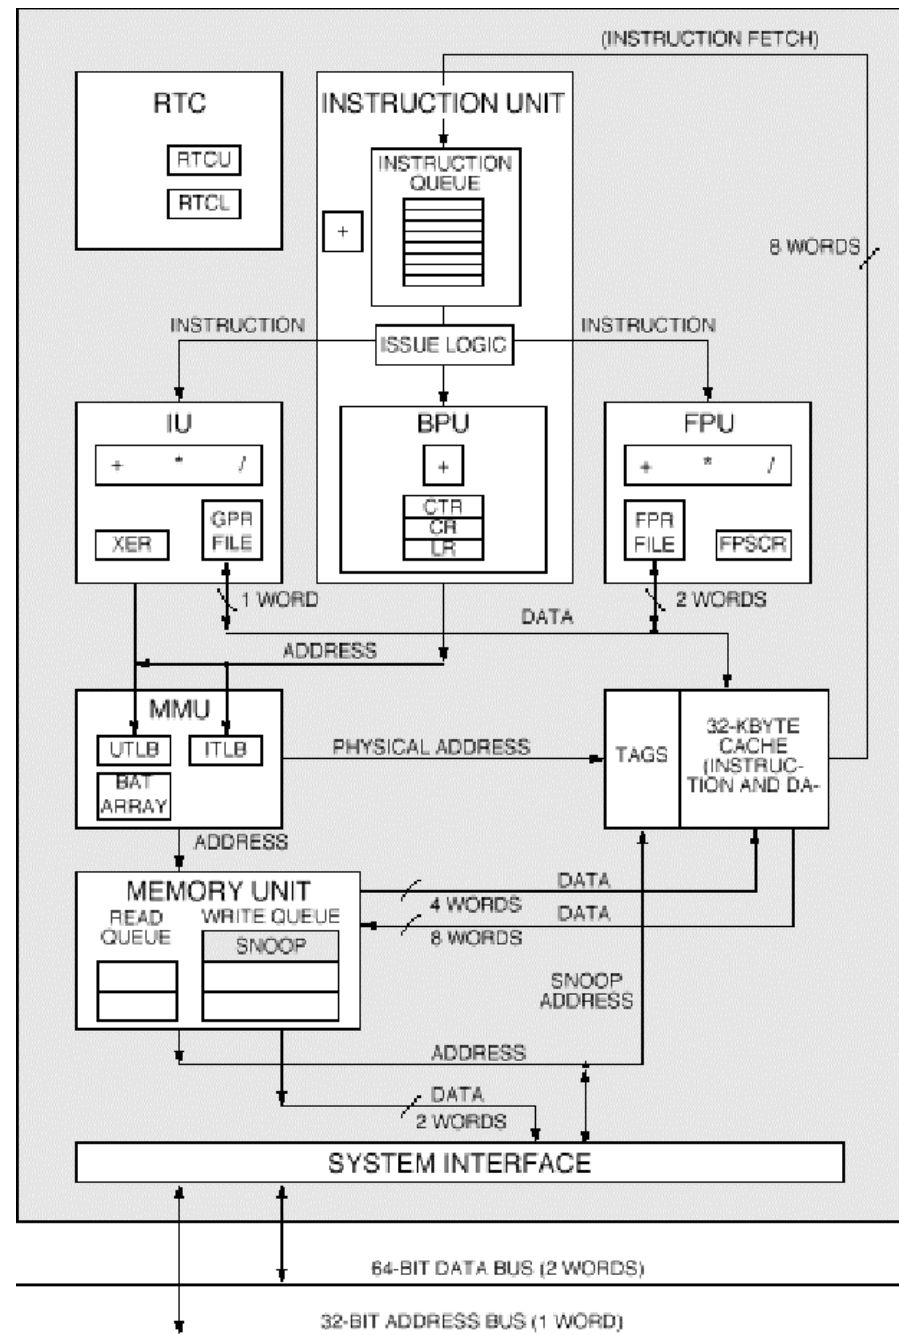 (INSTRUCTION FETCH)
RTC
RTCU
RTCL
INSTRUCTION UNIT
INSTRUCTION
QUEUE
+
8 WORDS
INSTRUCTION
ISSUE LOGIC
INSTRUCTION
IU
+ * /
XER
GPR
FILE
BPU
+
CTR
CR
LR
FPU
+ * /
FPR
FILE
FPSCR
1 WORD
2 WORDS
DATA
ADDRESS
MMU
UTLB
ITLB
BAT
ARRAY
PHYSICAL ADDRESS
TAGS
32-KBYTE
CACHE
(INSTRUC-
TION AND DA-
ADDRESS
MEMORY UNIT
READ
QUEUE
WRITE QUEUE
SNOOP
DATA
4 WORDS
DATA
8 WORDS
SNOOP
ADDRESS
ADDRESS
DATA
2 WORDS
SYSTEM INTERFACE
64-BIT DATA BUS (2 WORDS)
32-BIT ADDRESS BUS (1 WORD)